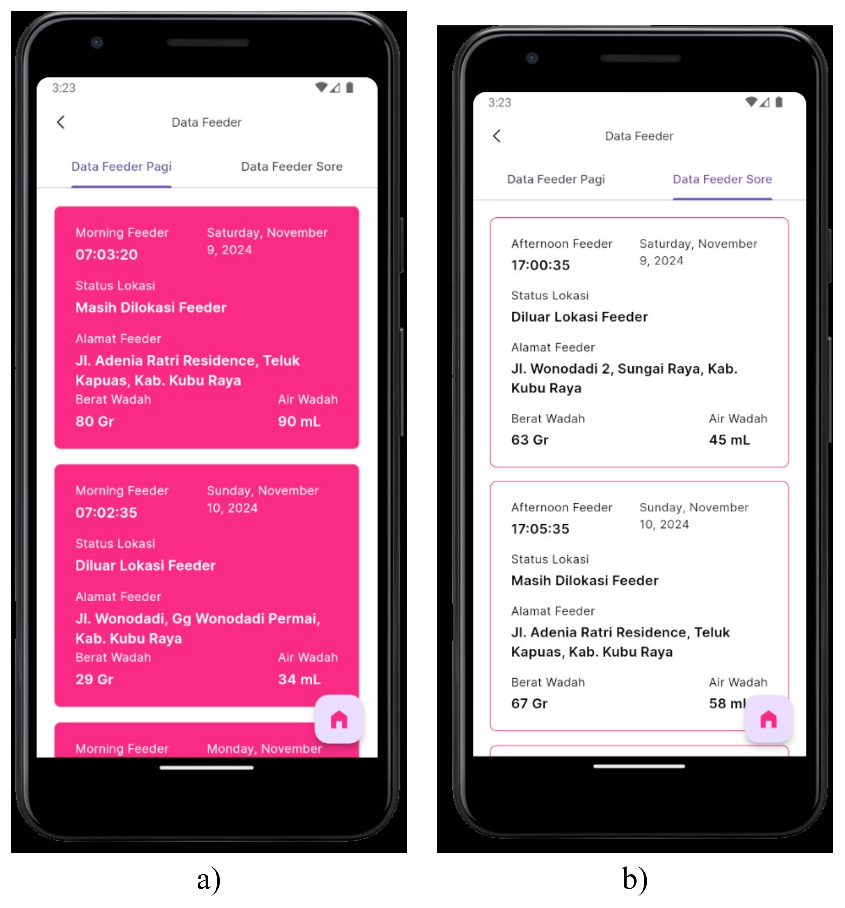 3:23
Data Feeder
Data Feeder Pagi Data Feeder Sore
Morning Feeder Saturday, November
07:03:20 9, 2024
Status Lokasi
Masih Dilokasi Feeder
Alamat Feeder
Jl. Adenia Ratri Residence, Teluk
Kapuas, Kab. Kubu Raya
Berat Wadah Air Wadah
80 Gr 90 mL
Morning Feeder Sunday, November
07:02:35 10, 2024
Status Lokasi
Diluar Lokasi Feeder
Alamat Feeder
Jl. Wonodadi, Gg Wonodadi Permai,
Kab. Kubu Raya
Berat Wadah Air Wadah
29 Gr 34 mL
Morning Feeder Monday, November
a)
3:23
Data Feeder
Data Feeder Pagi Data Feeder Sore
Afternoon Feeder Saturday, November
17:00:35 9, 2024
Status Lokasi
Diluar Lokasi Feeder
Alamat Feeder
Jl. Wonodadi 2, Sungai Raya, Kab.
Kubu Raya
Berat Wadah Air Wadah
63 Gr 45 mL
Afternoon Feeder Sunday, November
17:05:35 10, 2024
Status Lokasi
Masih Dilokasi Feeder
Alamat Feeder
Jl. Adenia Ratri Residence, Teluk
Kapuas, Kab. Kubu Raya
Berat Wadah Air Wadah
67 Gr 58
b)